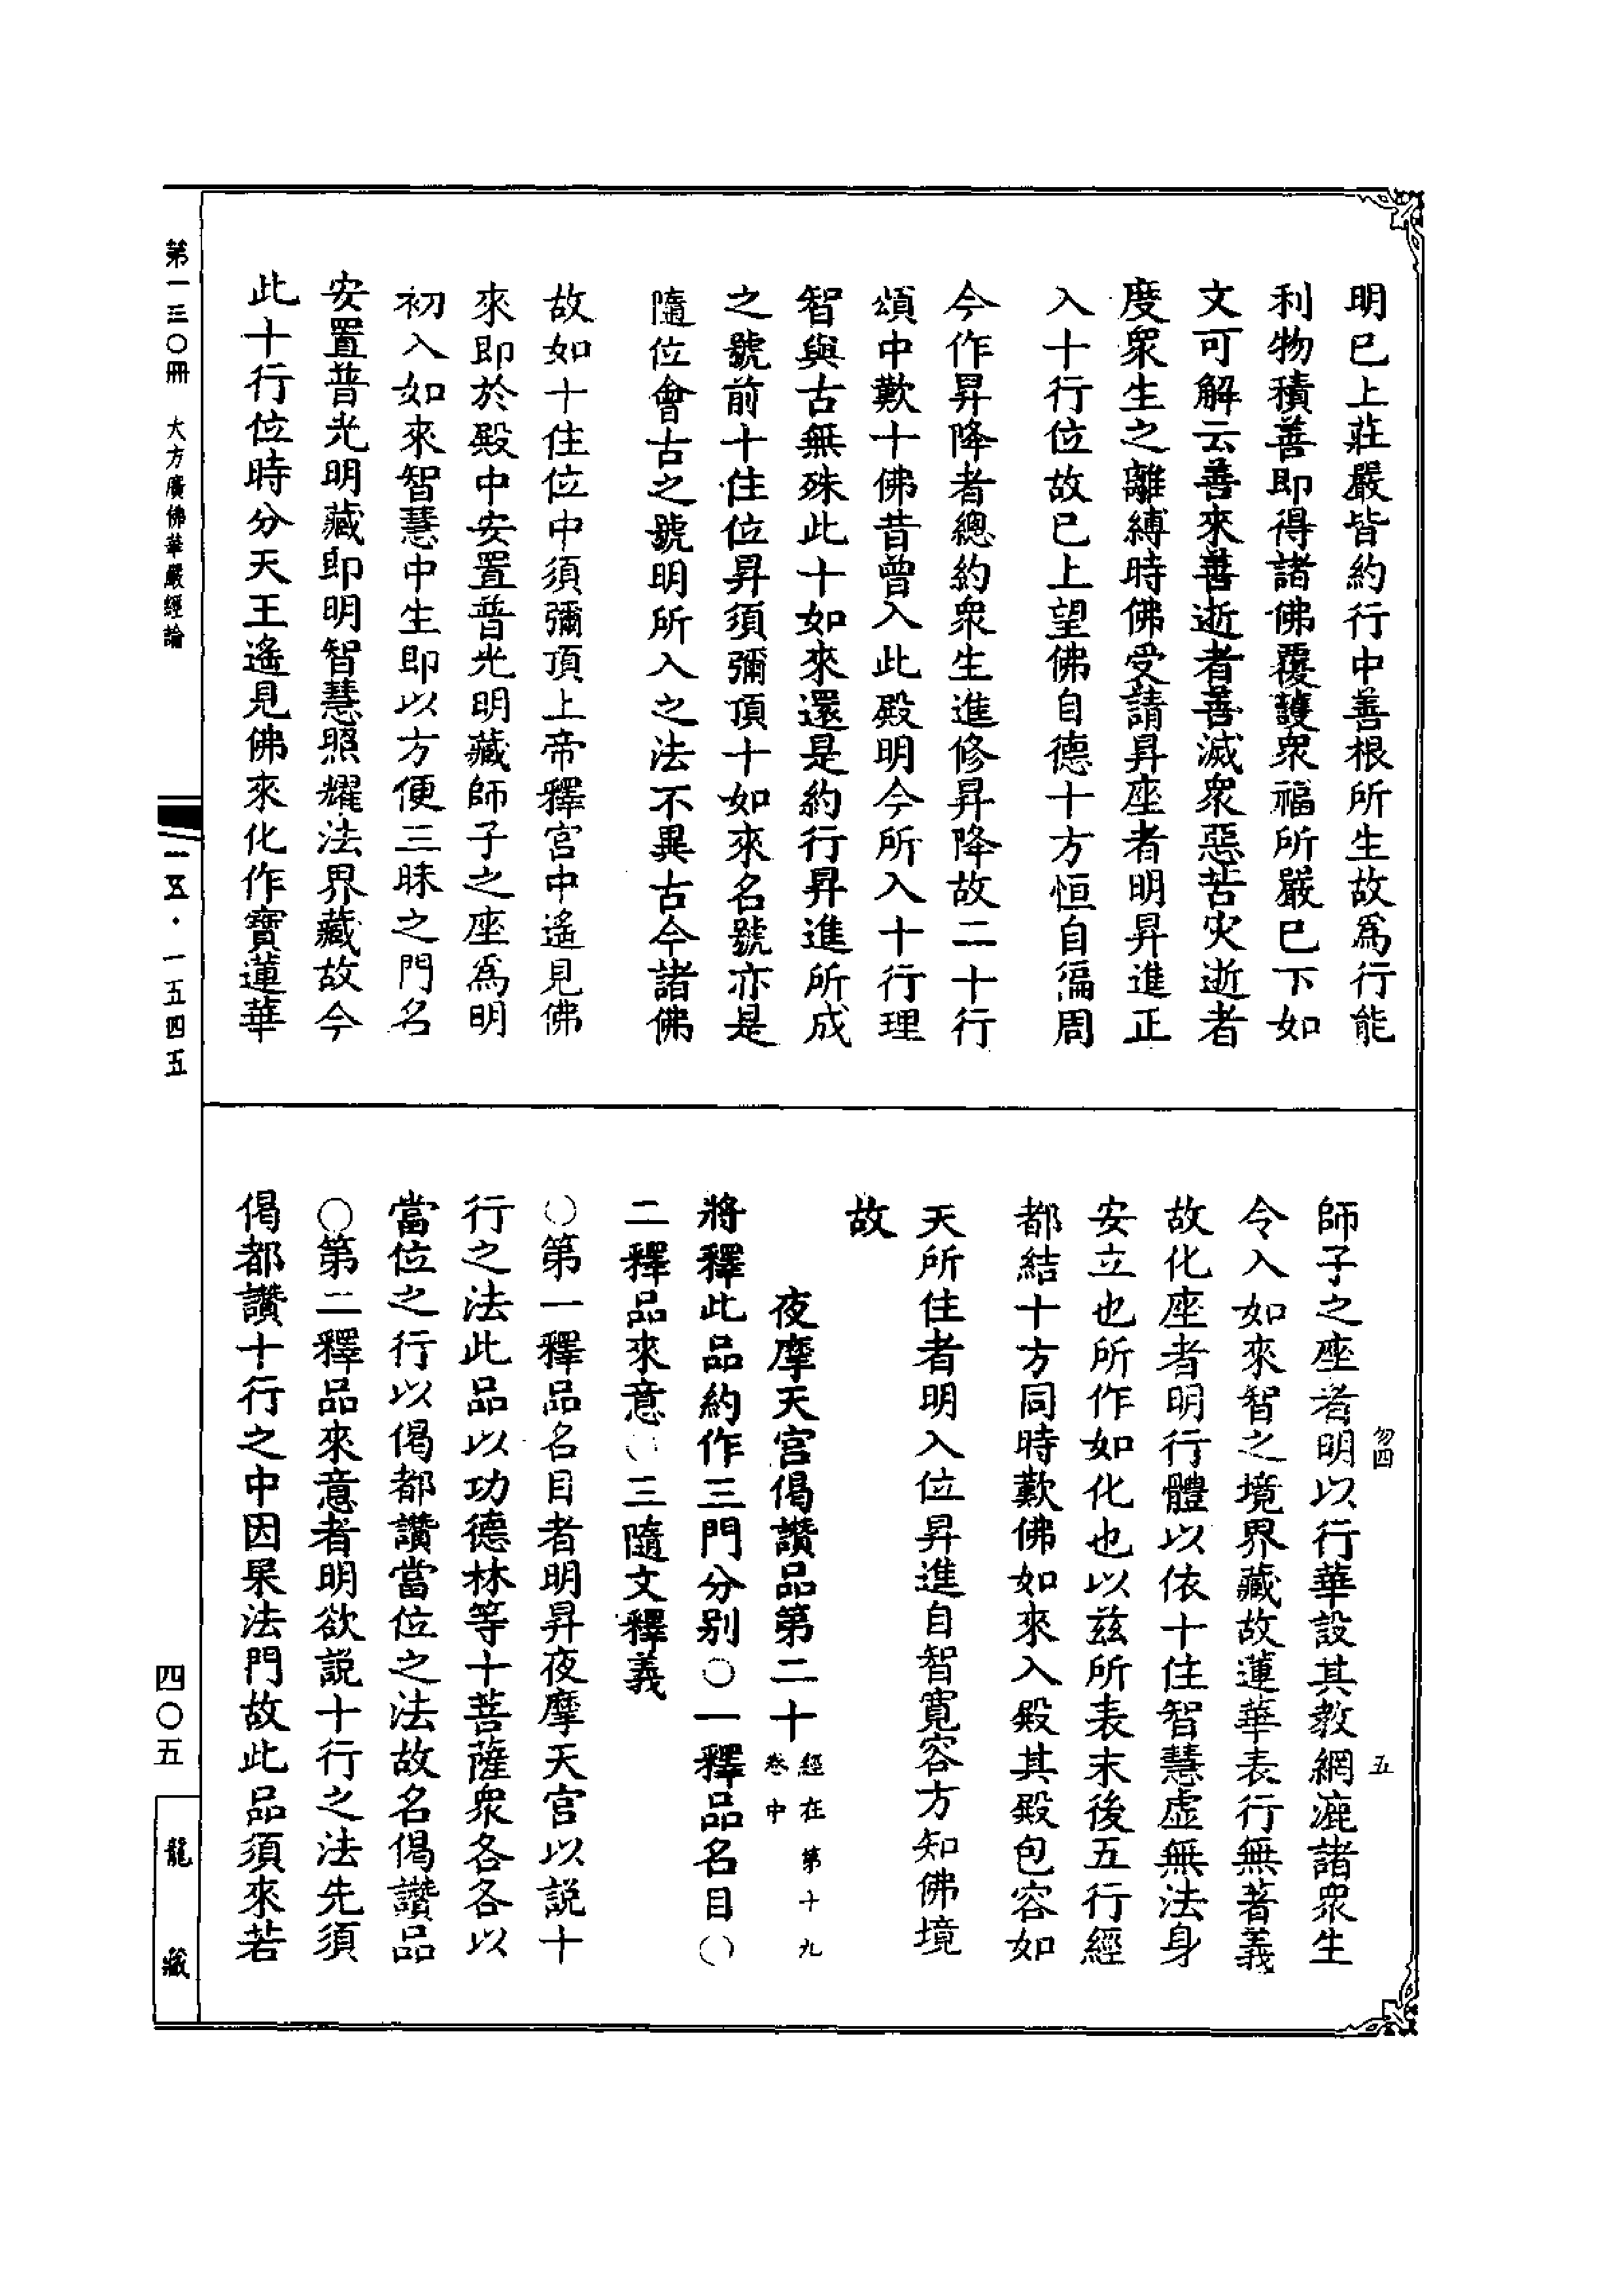 明已上莊嚴皆約行中善根所生故爲行能
利物積善即得諸佛覆護衆福所嚴已下如
文可解云善來善逝者善滅衆惡苦火逝者
度衆生之離縛時佛受請昇座者明昇進正
入十行位故已上望佛自德十方恒自徧周
今作昇降者總約衆生進修昇降故二十行
頌中歎十佛昔曾入此殿明今所入十行理
智與古無殊此十如來還是約行昇進所成
之號前十住位昇須彌頂十如來名號亦是
隨位會古之號明所入之法不異古今諸佛
故如十住位中須彌頂上帝釋宮中遙見佛
來即於殿中安置普光明藏師子之座爲明
初入如來智慧中生即以方便三昧之門名
安置普光明藏即明智慧照耀法界藏故今
此十行位時分天王遙見佛來化作寶蓮華
師子之座者明以行華設其教網漉諸衆生
令入如來智之境界藏故蓮華表行無著義
故化座者明行體以依十住智慧虛無法身
安立也所作如化也以茲所表末後五行經
都結十方同時歎佛如來入殿其殿包容如
天所住者明入位昇進自智寬容方知佛境
故
夜摩天宮偈讚品第二十 經在第十九卷中
將釋此品約作三門分别○一釋品名目○
二釋品來意○三隨文釋義
○第一釋品名目者明昇夜摩天宮以說十
行之法此品以功德林等十菩薩衆各各以
當位之行以偈都讚當位之法故名偈讚品
○第二釋品來意者明欲說十行之法先須
偈都讚十行之中因果法門故此品須來若
勿四
五
第一三〇冊 大方廣佛華嚴經論
一五·一五四五
四〇五
龍藏